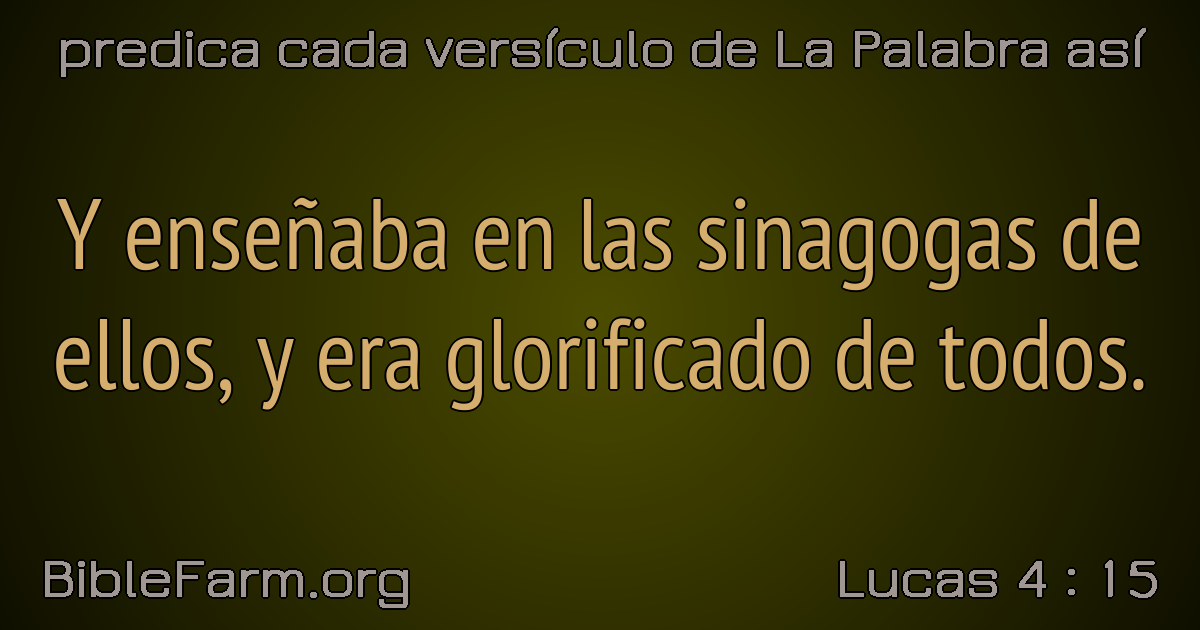 predica cada versículo de La Palabra así
Y enseñaba en las sinagogas de
ellos, y era glorificado de todos.
BibleFarm.org
Lucas 4 : 15